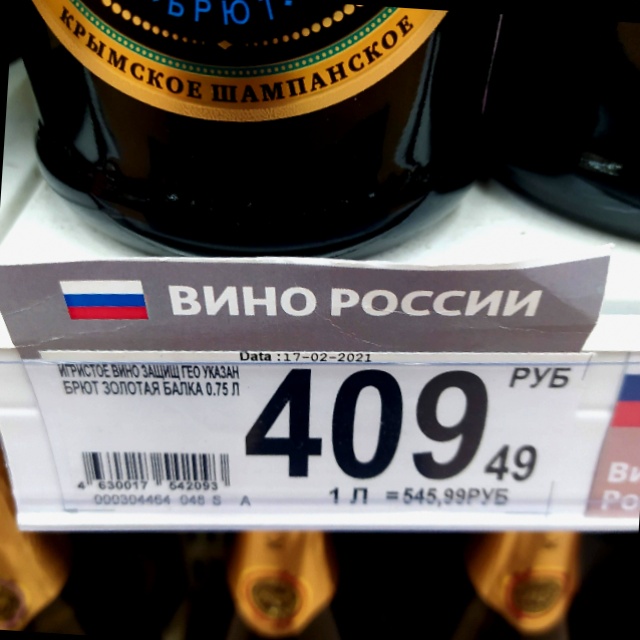 БРЮТ
КРЫМСКОЕ ШАМПАНСКОЕ
ВИНО РОССИИ
Data :17-02-2021
ИГРИСТОЕ ВИНО ЗАЩИЩ ГЕО УКАЗАН
БРЮТ ЗОЛОТАЯ БАЛКА 0.75 Л
409 49 РУБ
4 630017 542093
000304464 046 S A
1 Л =545,99РУБ